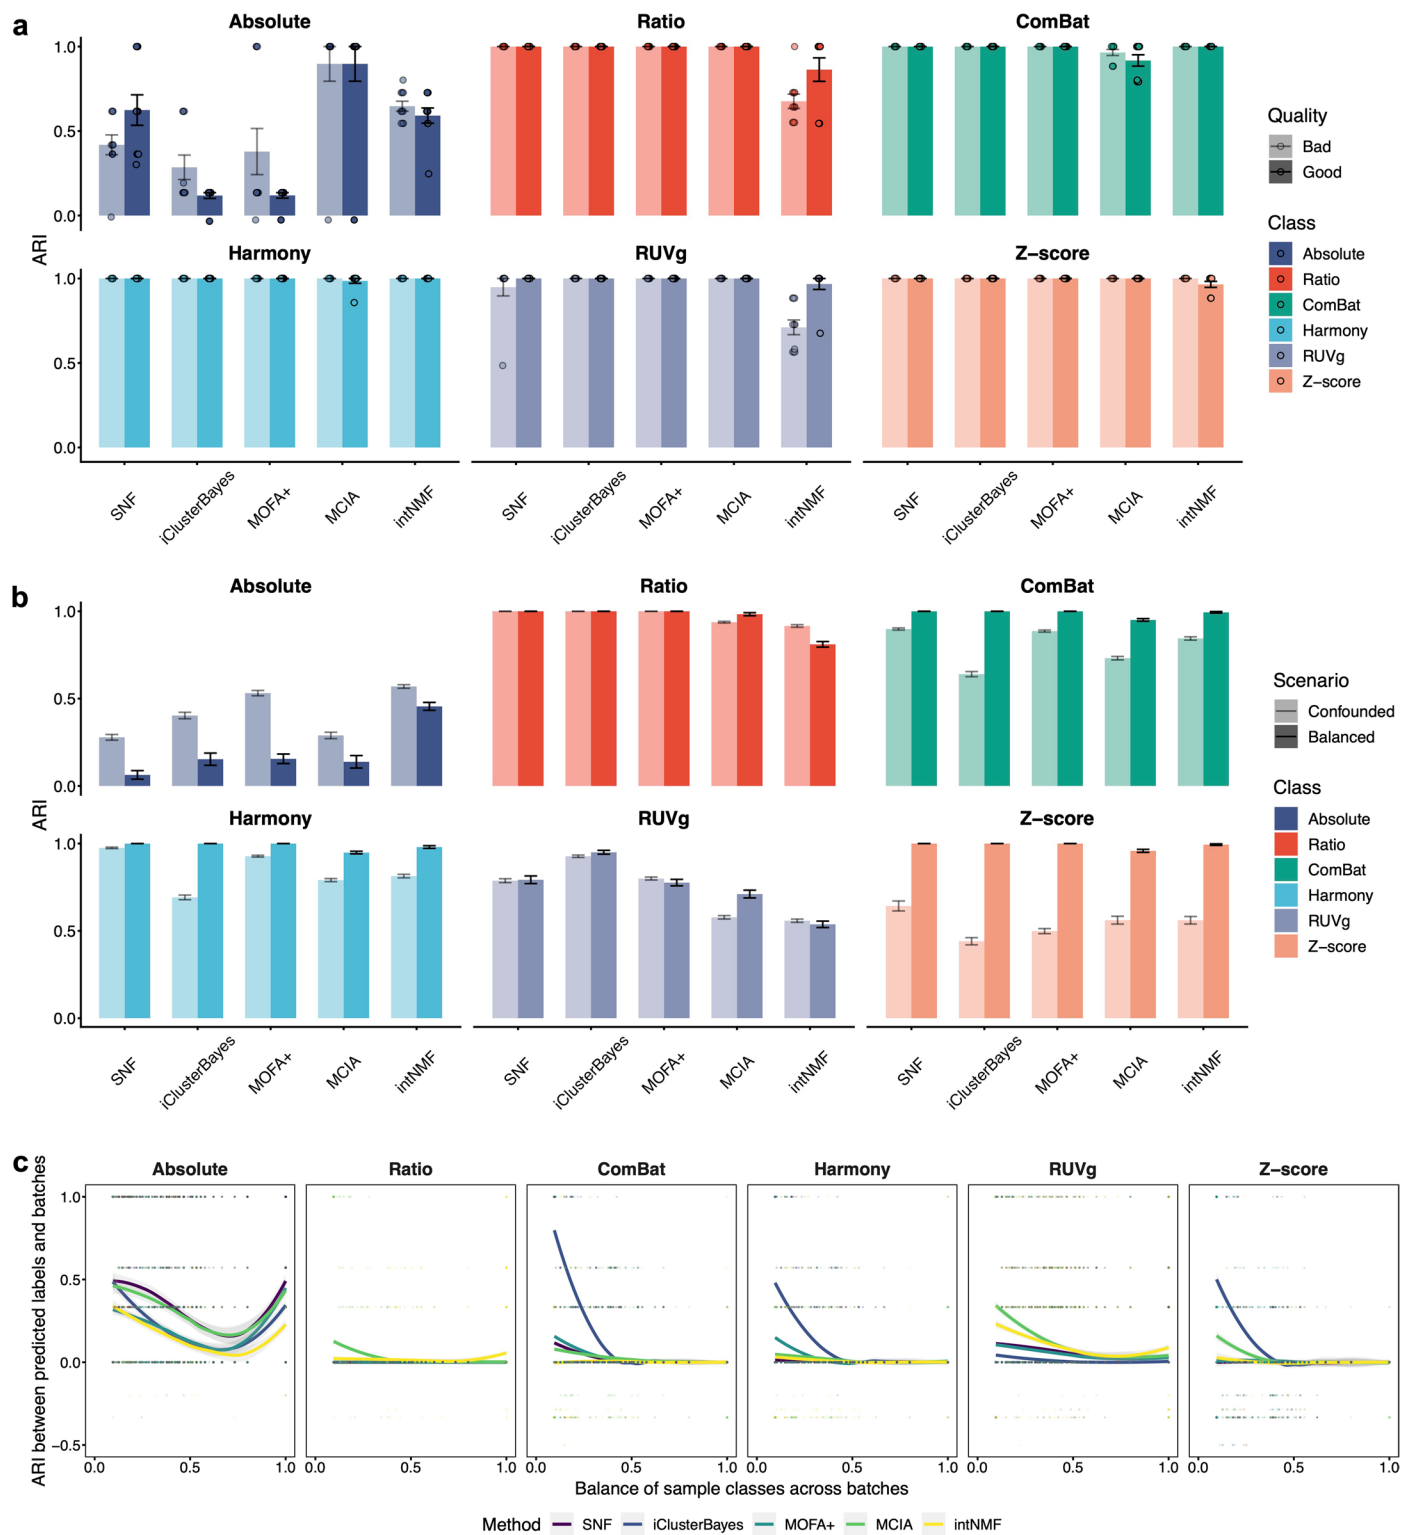 a
Absolute
Ratio
ComBat
1.0
0.5
0.0
Harmony
RUVg
Z-score
1.0
0.5
0.0
ARI
SNF
iClusterBayes
MOFA+
MCIA
intNMF
SNF
iClusterBayes
MOFA+
MCIA
intNMF
SNF
iClusterBayes
MOFA+
MCIA
intNMF
Quality
Bad
Good
Class
Absolute
Ratio
ComBat
Harmony
RUVg
Z-score
b
Absolute
Ratio
ComBat
1.0
0.5
0.0
Harmony
RUVg
Z-score
1.0
0.5
0.0
ARI
SNF
iClusterBayes
MOFA+
MCIA
intNMF
SNF
iClusterBayes
MOFA+
MCIA
intNMF
SNF
iClusterBayes
MOFA+
MCIA
intNMF
Scenario
Confounded
Balanced
Class
Absolute
Ratio
ComBat
Harmony
RUVg
Z-score
c
Absolute
Ratio
ComBat
Harmony
RUVg
Z-score
ARI between predicted labels and batches
1.0
0.5
0.0
-0.5
0.0 0.5 1.0
0.0 0.5 1.0
0.0 0.5 1.0
0.0 0.5 1.0
0.0 0.5 1.0
0.0 0.5 1.0
Balance of sample classes across batches
Method SNF iClusterBayes MOFA+ MCIA intNMF